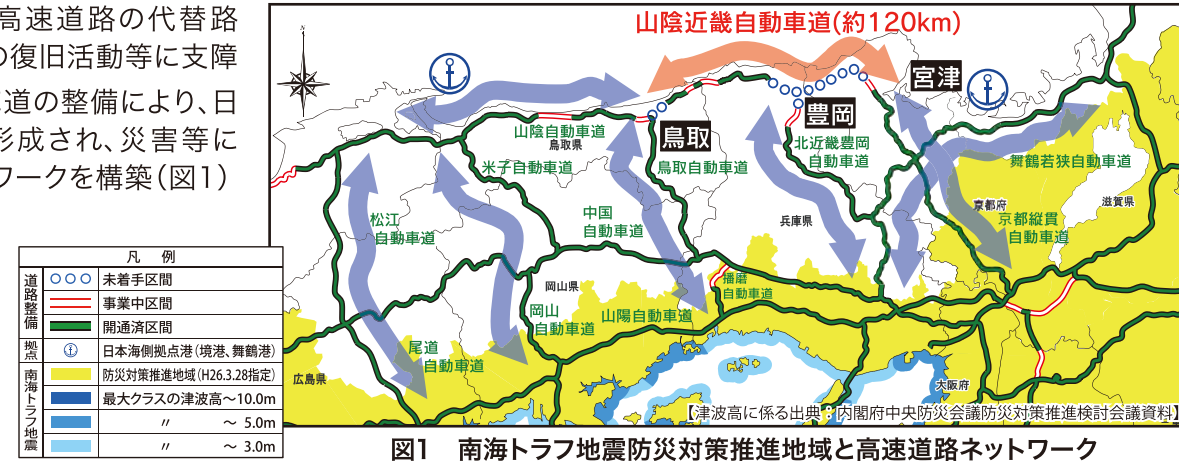 高速道路の代替路
の復旧活動等に支障
道の整備により、日
形成され、災害等に
ワークを構築(図1)
山陰近畿自動車道(約120km)
N
宮津
豊岡
鳥取
山陰自動車道
鳥取県
米子自動車道
鳥取自動車道
北近畿豊岡
自動車道
舞鶴若狭自動車道
京都府
滋賀県
京都縦貫
自動車道
松江
自動車道
中国
自動車道
兵庫県
播磨
自動車道
岡山県
岡山
自動車道
山陽自動車道
尾道
自動車道
広島県
大阪府
凡 例
道路整備
未着手区間
事業中区間
開通済区間
拠点
日本海側拠点港(境港、舞鶴港)
南海トラフ地震
防災対策推進地域(H26.3.28指定)
最大クラスの津波高~10.0m
〃 ~ 5.0m
〃 ~ 3.0m
【津波高に係る出典:内閣府中央防災会議防災対策推進検討会議資料】
図1 南海トラフ地震防災対策推進地域と高速道路ネットワーク